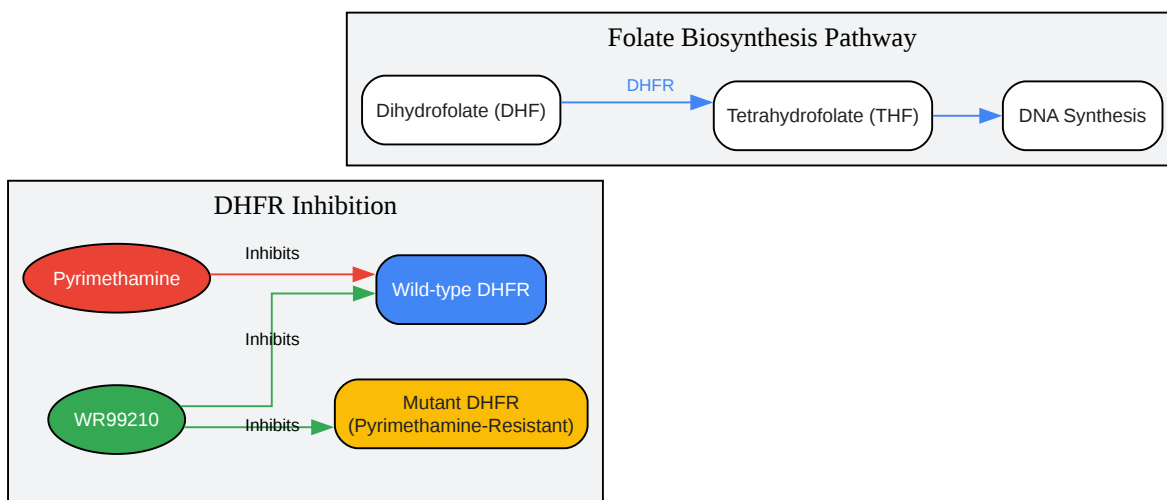 Folate Biosynthesis Pathway
Dihydrofolate (DHF)
DHFR
Tetrahydrofolate (THF)
DNA Synthesis
DHFR Inhibition
Pyrimethamine
Inhibits
Wild-type DHFR
Inhibits
WR99210
Inhibits
Mutant DHFR
(Pyrimethamine-Resistant)